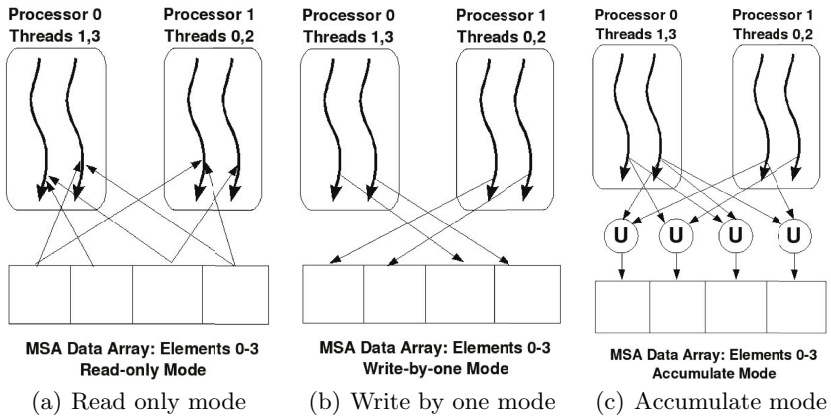 Processor 0
Threads 1,3
Processor 1
Threads 0,2
MSA Data Array: Elements 0-3
Read-only Mode
(a) Read only mode
Processor 0
Threads 1,3
Processor 1
Threads 0,2
MSA Data Array: Elements 0-3
Write-by-one Mode
(b) Write by one mode
Processor 0
Threads 1,3
Processor 1
Threads 0,2
U U U U
MSA Data Array: Elements 0-3
Accumulate Mode
(c) Accumulate mode